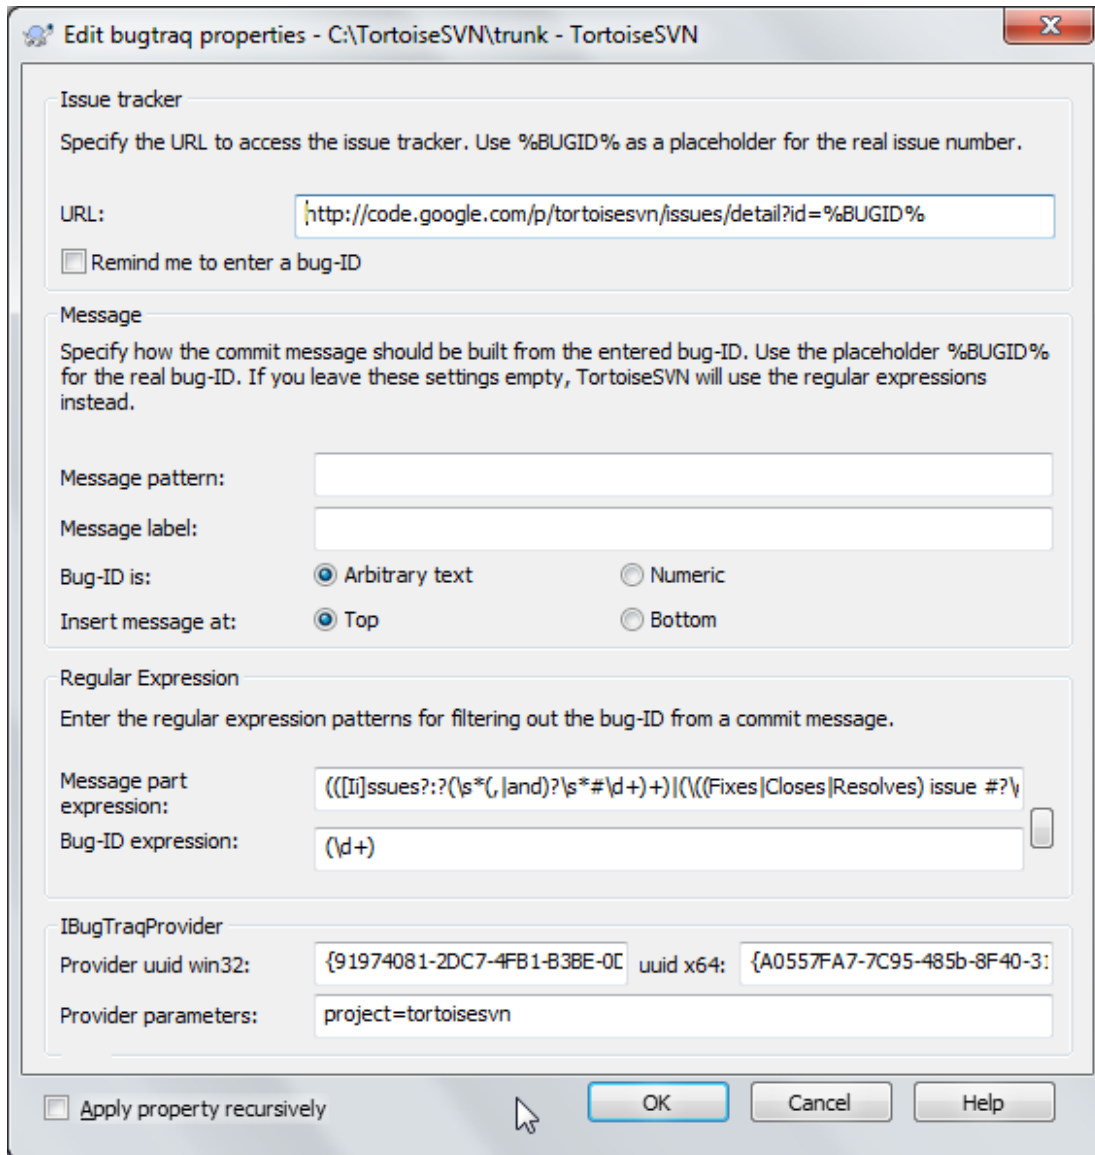 Edit bugtraq properties - C:\TortoiseSVN\trunk - TortoiseSVN
Issue tracker
Specify the URL to access the issue tracker. Use %BUGID% as a placeholder for the real issue number.
URL: http://code.google.com/p/tortoisesvn/issues/detail?id=%BUGID%
Remind me to enter a bug-ID
Message
Specify how the commit message should be built from the entered bug-ID. Use the placeholder %BUGID%
for the real bug-ID. If you leave these settings empty, TortoiseSVN will use the regular expressions
instead.
Message pattern:
Message label:
Bug-ID is: Arbitrary text Numeric
Insert message at: Top Bottom
Regular Expression
Enter the regular expression patterns for filtering out the bug-ID from a commit message.
Message part
expression: (([Ii]ssues?:?(\s*(,|and)?\s*#\d+)+)|(\((Fixes|Closes|Resolves) issue #?\
Bug-ID expression: (\d+)
IBugTraqProvider
Provider uuid win32: {91974081-2DC7-4FB1-B3BE-0D uuid x64: {A0557FA7-7C95-485b-8F40-31
Provider parameters: project=tortoisesvn
Apply property recursively OK Cancel Help